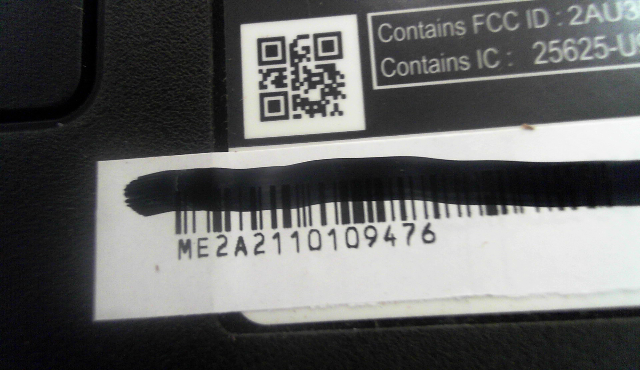 Contains FCC ID : 2AU3
Contains IC : 25625-U
ME2A2110109476